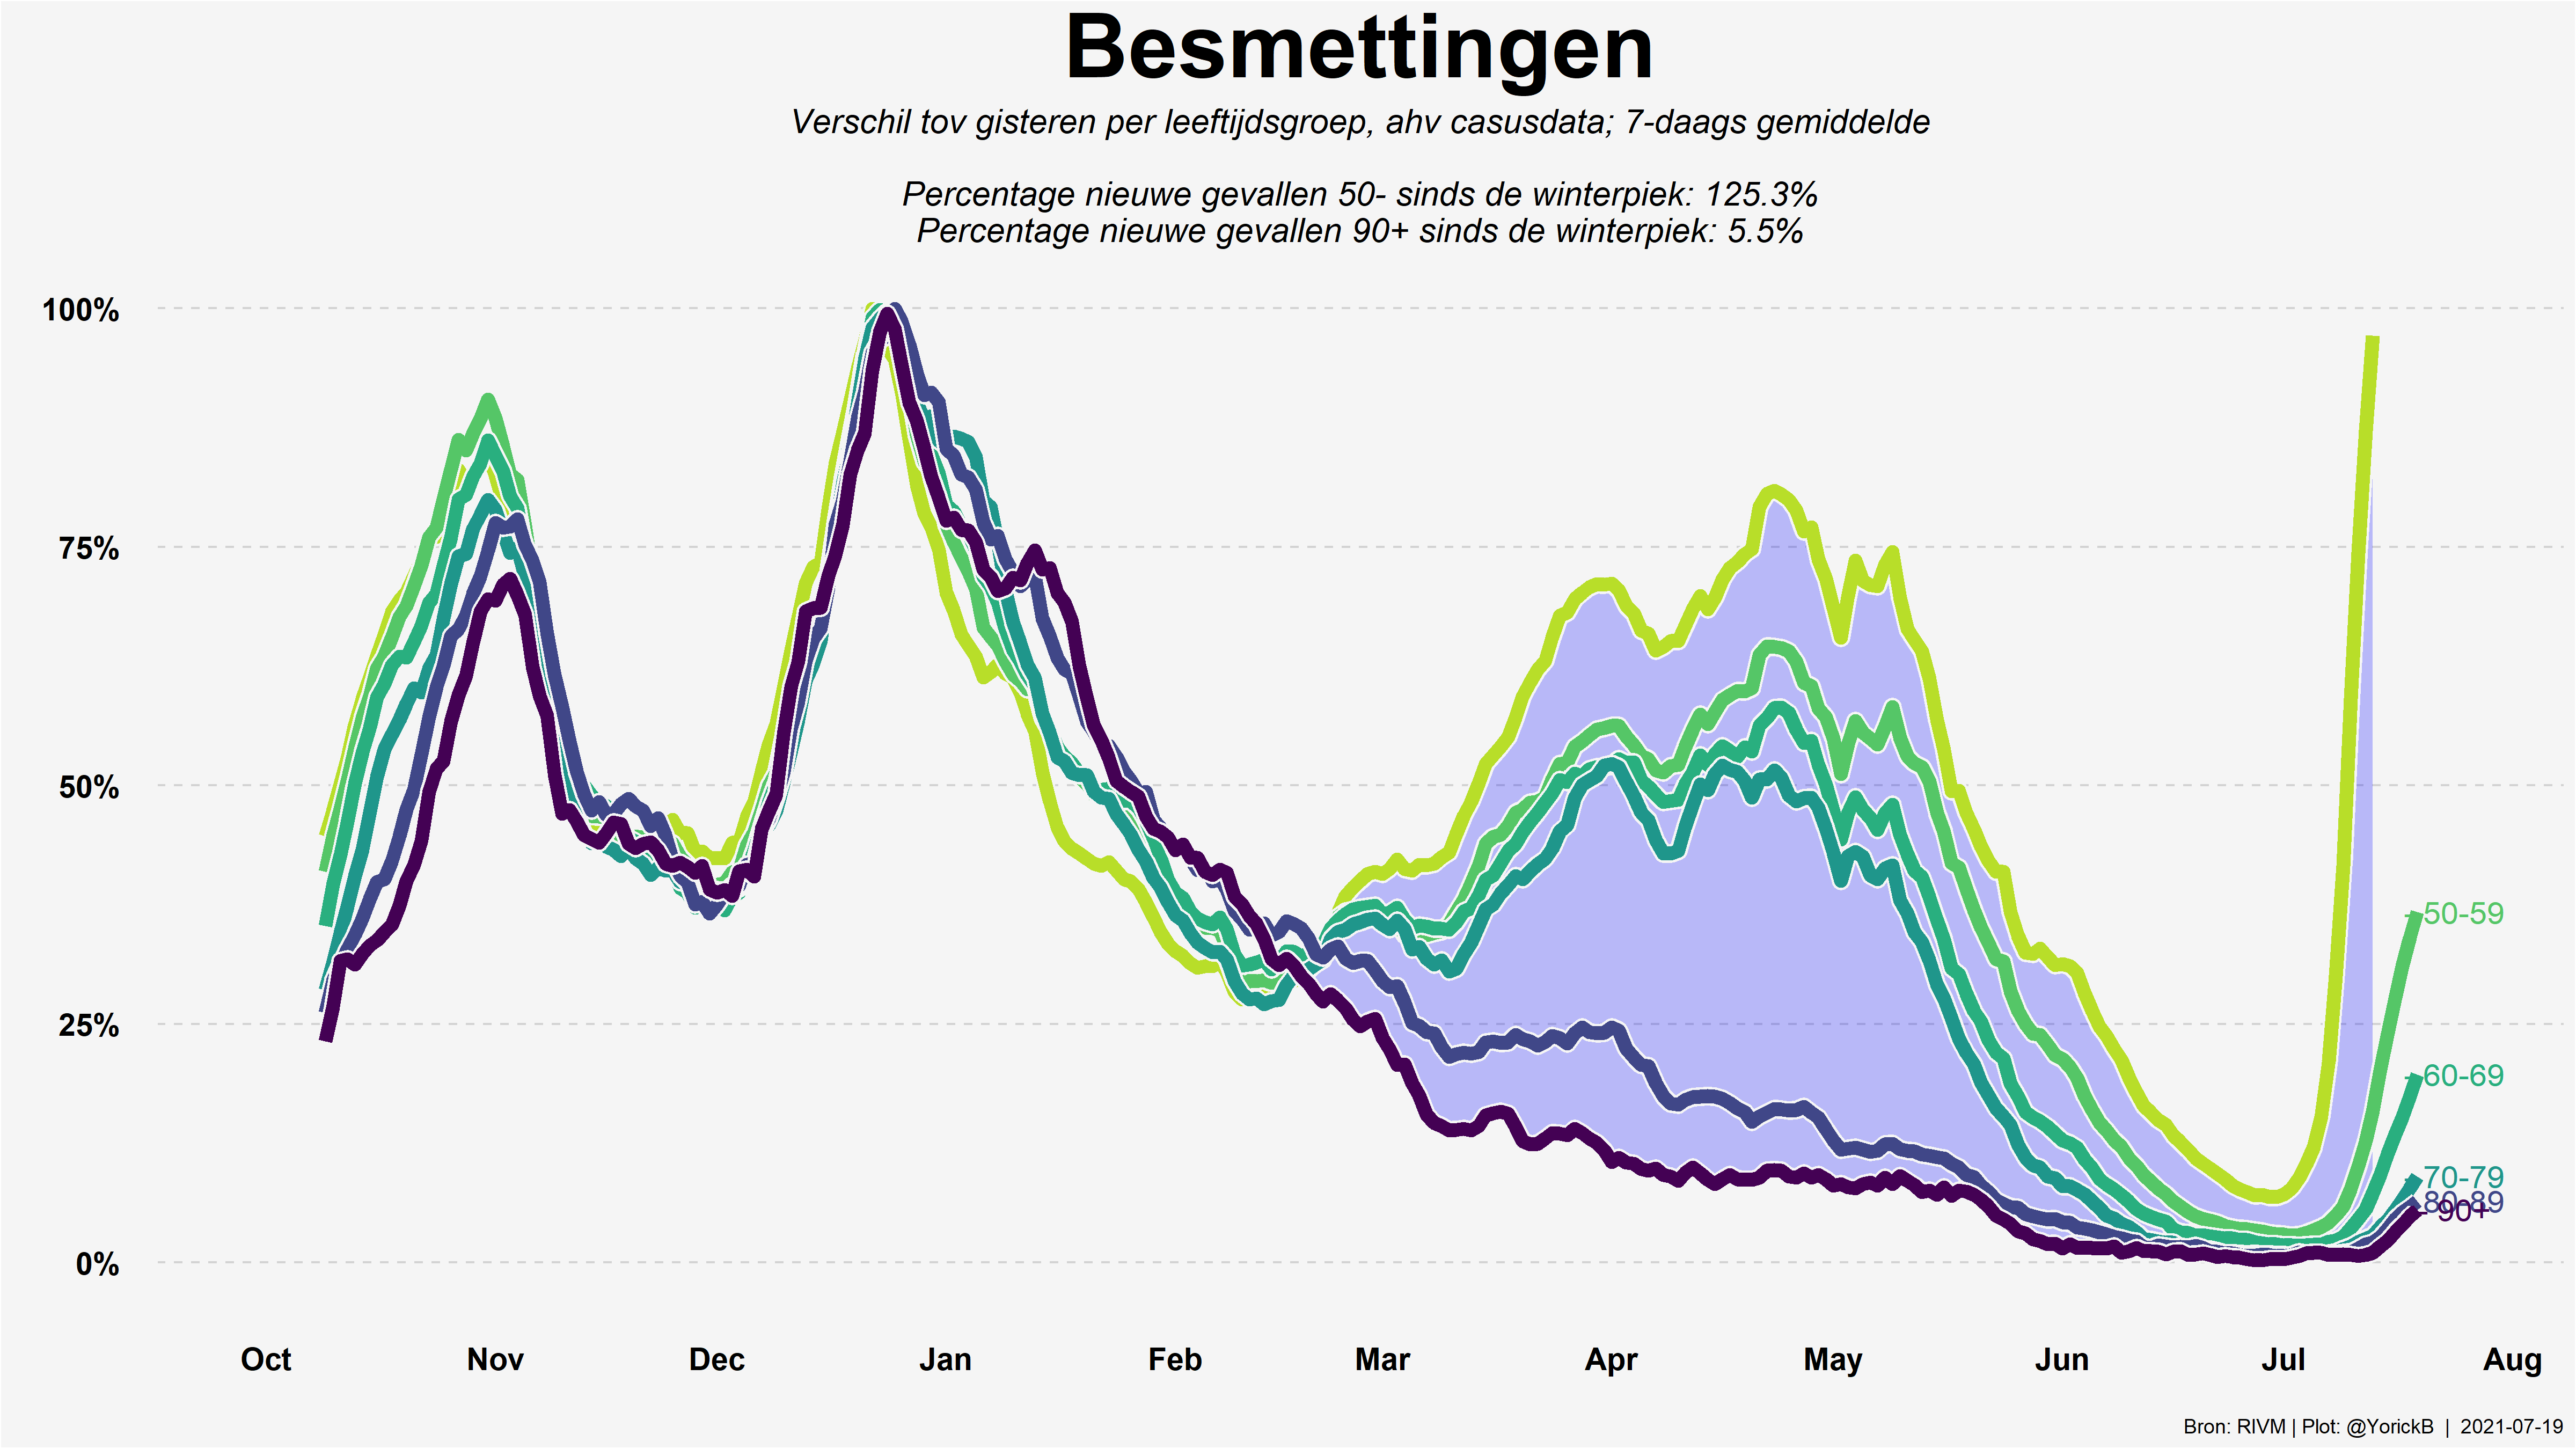 Besmettingen
Verschil tov gisteren per leeftijdsgroep, ahv casusdata; 7-daags gemiddelde
Percentage nieuwe gevallen 50- sinds de winterpiek: 125.3%
Percentage nieuwe gevallen 90+ sinds de winterpiek: 5.5%
100%
75%
50%
25%
0%
50-59
60-69
70-79
80-89
90+
Oct Nov Dec Jan Feb Mar Apr May Jun Jul Aug
Bron: RIVM | Plot: @YorickB | 2021-07-19